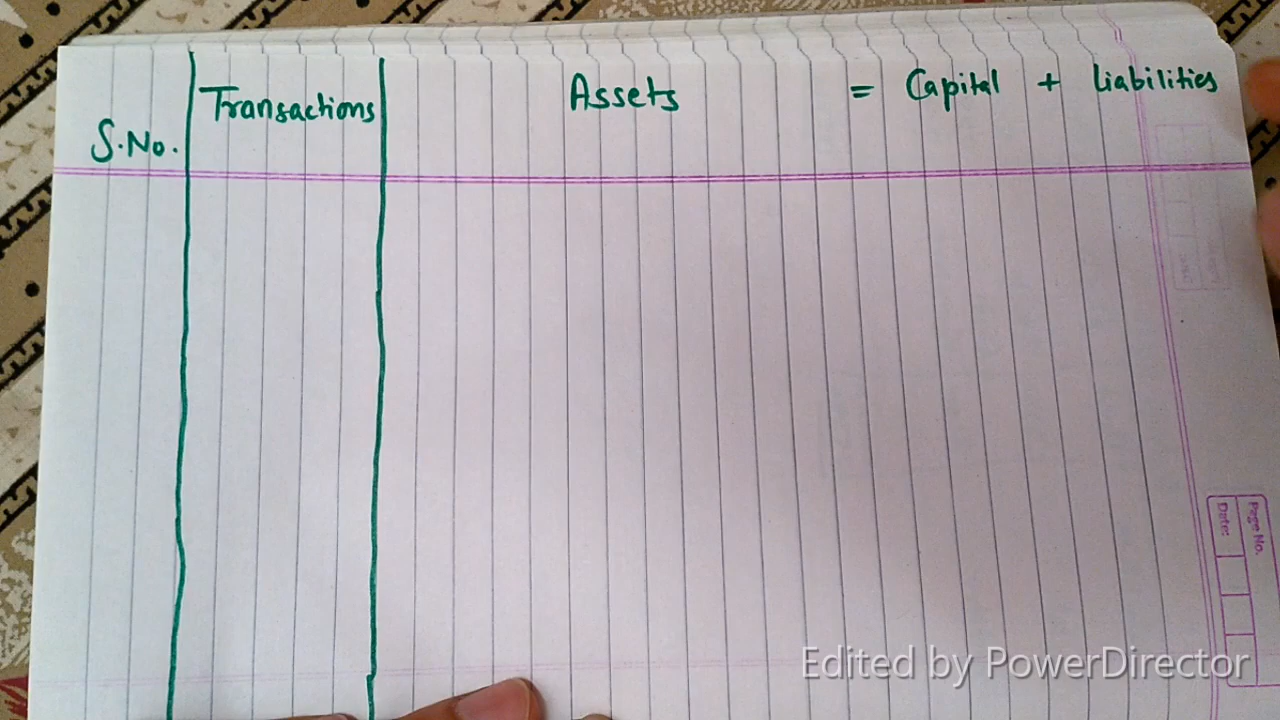 S.No. Transactions Assets = Capital + Liabilities
Page No.
Date:
Edited by PowerDirector